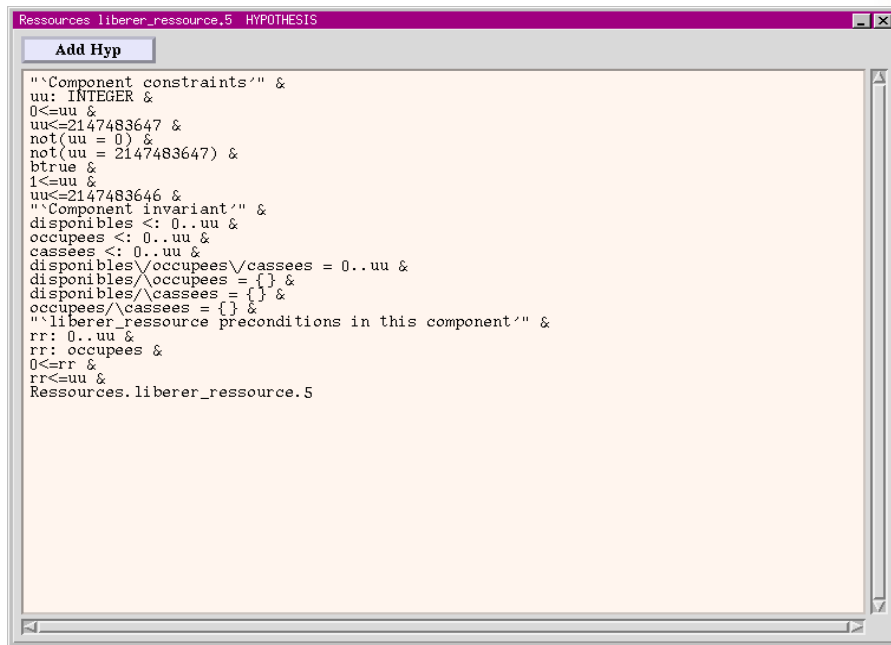 Ressources liberer_ressource.5 HYPOTHESIS
Add Hyp
"`Component constraints'" &
uu: INTEGER &
0<=uu &
uu<=2147483647 &
not(uu = 0) &
not(uu = 2147483647) &
btrue &
1<=uu &
uu<=2147483646 &
"`Component invariant'" &
disponibles <: 0..uu &
occupees <: 0..uu &
cassees <: 0..uu &
disponibles\/occupees\/cassees = 0..uu &
disponibles/\occupees = {} &
disponibles/\cassees = {} &
occupees/\cassees = {} &
"`liberer_ressource preconditions in this component'" &
rr: 0..uu &
rr: occupees &
0<=rr &
rr<=uu &
Ressources.liberer_ressource.5